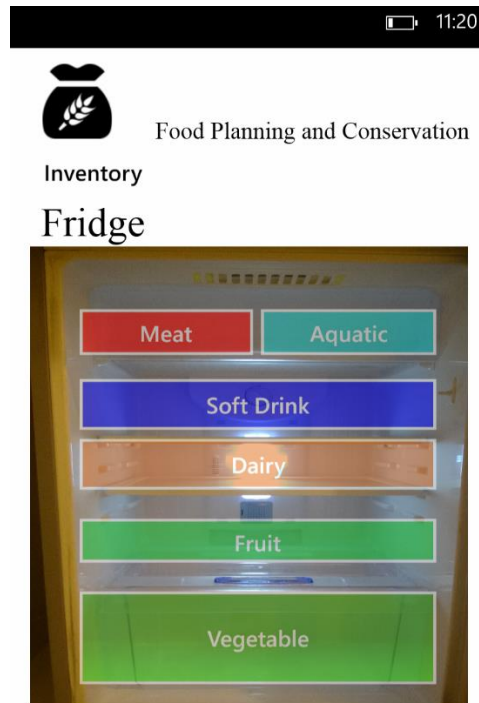 11:20
Food Planning and Conservation
Inventory
Fridge
Meat Aquatic
Soft Drink
Dairy
Fruit
Vegetable